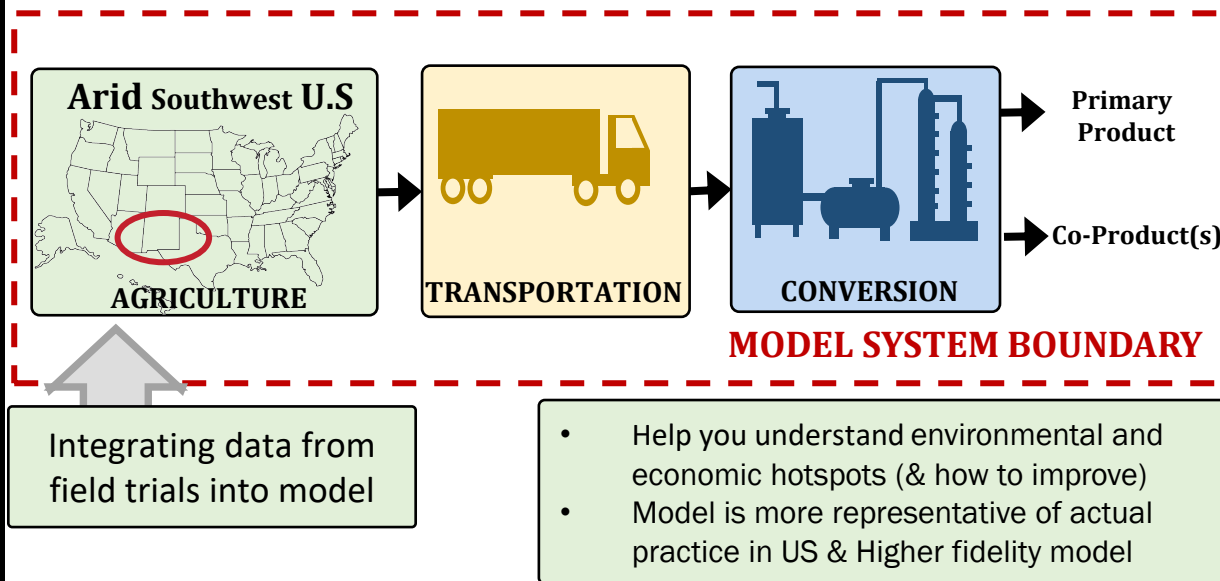 Arid Southwest U.S
AGRICULTURE
TRANSPORTATION
CONVERSION
Primary
Product
Co-Product(s)
MODEL SYSTEM BOUNDARY
Integrating data from
field trials into model
• Help you understand environmental and
economic hotspots (& how to improve)
• Model is more representative of actual
practice in US & Higher fidelity model